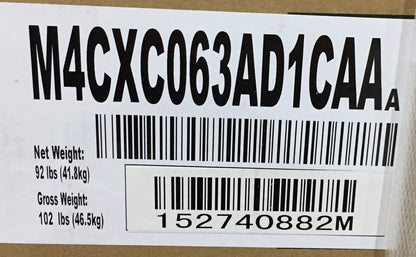 M4CXC063AD1CAAA
Net Weight:
92 lbs (41.8kg)
Gross Weight:
102 lbs (46.5kg)
152740882M